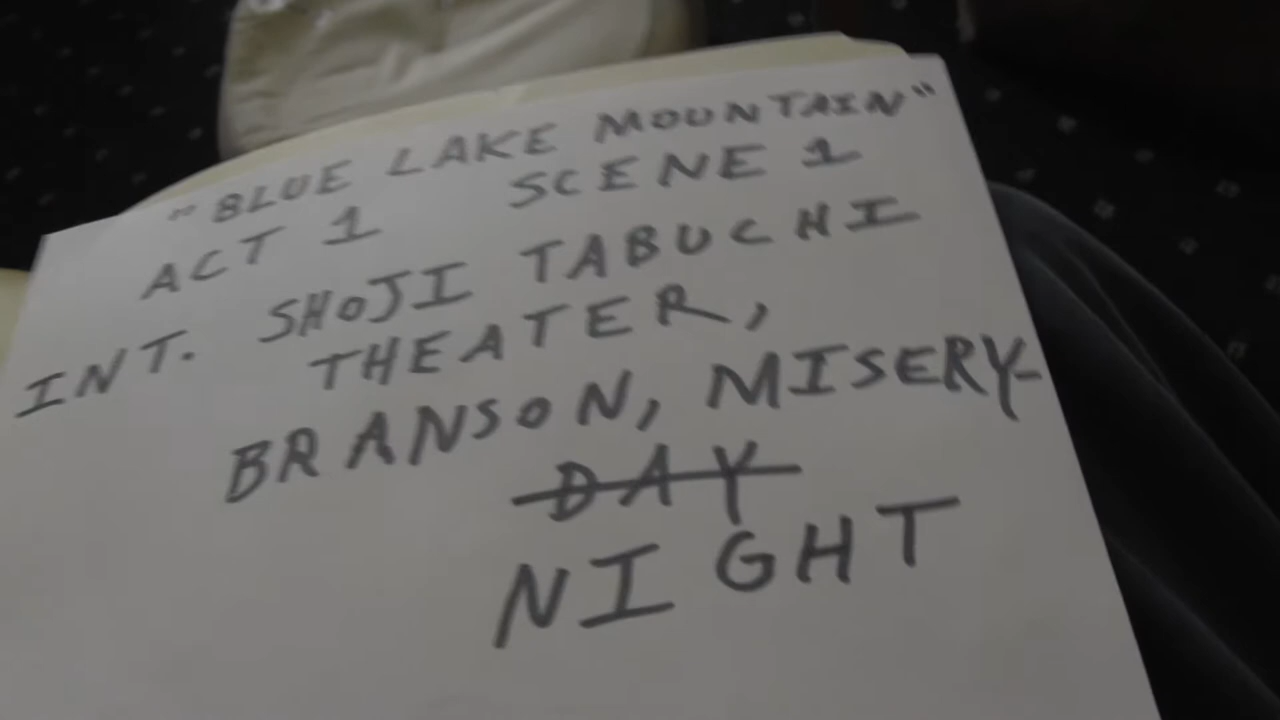 "BLUE LAKE MOUNTAIN"
ACT 1 SCENE 1
INT. SHOJI TABUCHI
THEATER,
BRANSON, MISERY-
DAY
NIGHT